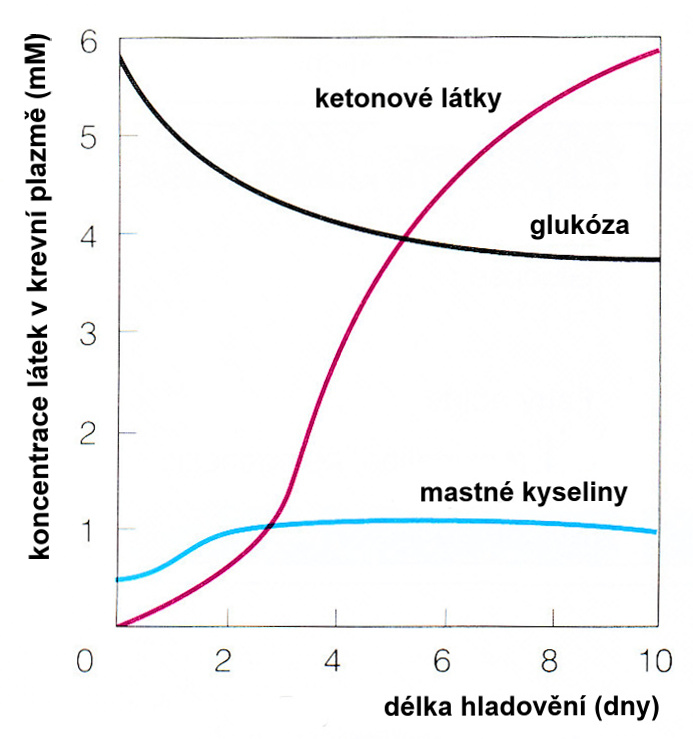 koncentrace látek v krevní plazmě (mM)
6
5
4
3
2
1
ketonové látky
glukóza
mastné kyseliny
0 2 4 6 8 10
délka hladovění (dny)